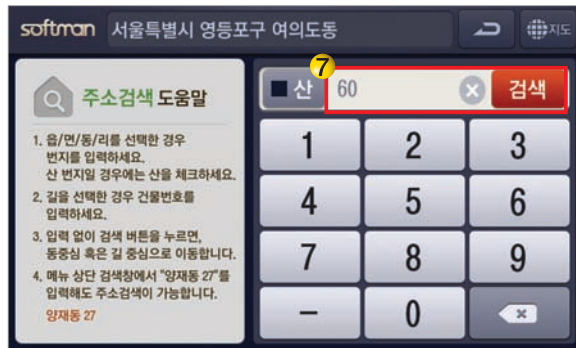 softman 서울특별시 영등포구 여의도동 지도
7
산 60 검색
주소검색 도움말
1. 읍/면/동/리를 선택한 경우
번지를 입력하세요.
산 번지일 경우에는 산을 체크하세요.
2. 길을 선택한 경우 건물번호를
입력하세요.
3. 입력 없이 검색 버튼을 누르면,
동중심 혹은 길 중심으로 이동합니다.
4. 메뉴 상단 검색창에서 "양재동 27"를
입력해도 주소검색이 가능합니다.
양재동 27
1 2 3
4 5 6
7 8 9
- 0